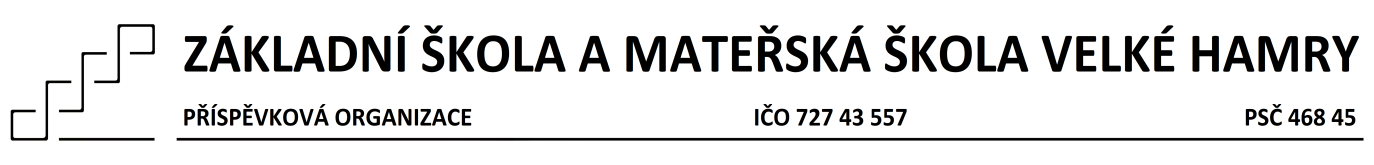 ZÁKLADNÍ ŠKOLA A MATEŘSKÁ ŠKOLA VELKÉ HAMRY
PŘÍSPĚVKOVÁ ORGANIZACE IČO 727 43 557 PSČ 468 45